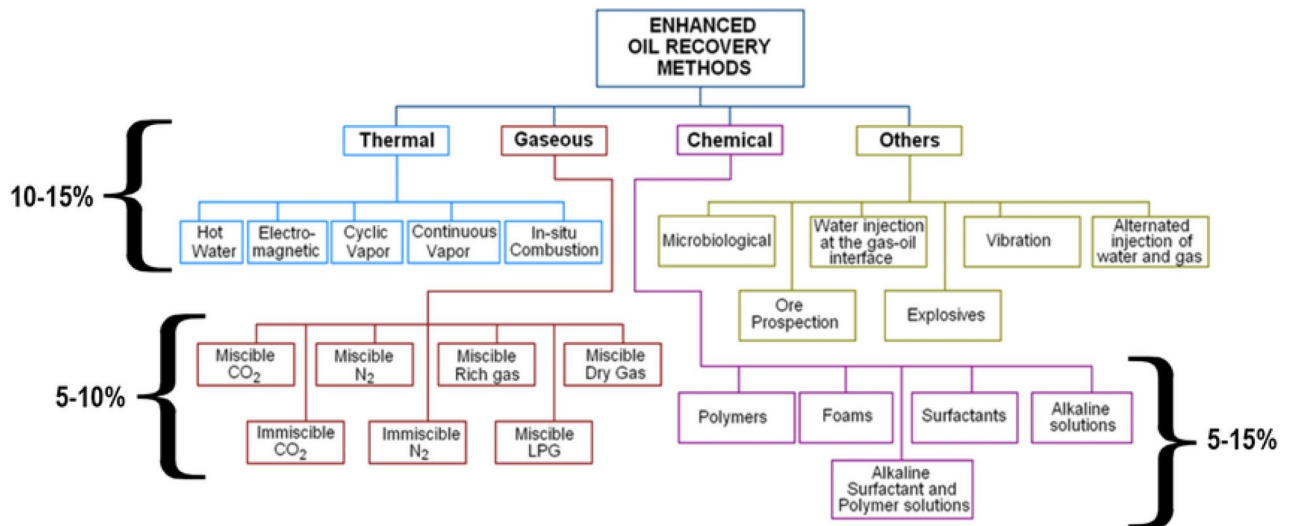 ENHANCED
OIL RECOVERY
METHODS
Thermal
Gaseous
Chemical
Others
10-15%
Hot
Water
Electro-
magnetic
Cyclic
Vapor
Continuous
Vapor
In-situ
Combustion
Microbiological
Water injection
at the gas-oil
interface
Vibration
Alternated
injection of
water and gas
Ore
Prospection
Explosives
5-10%
Miscible
CO2
Miscible
N2
Miscible
Rich gas
Miscible
Dry Gas
Immiscible
CO2
Immiscible
N2
Miscible
LPG
Polymers
Foams
Surfactants
Alkaline
solutions
Alkaline
Surfactant and
Polymer solutions
5-15%